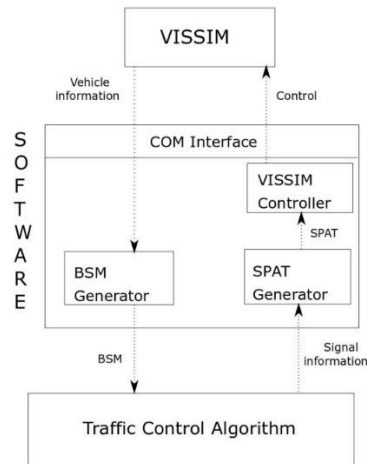 VISSIM
Vehicle
information
Control
SOFTWARE
COM Interface
VISSIM
Controller
SPAT
BSM
Generator
SPAT
Generator
BSM
Signal
information
Traffic Control Algorithm